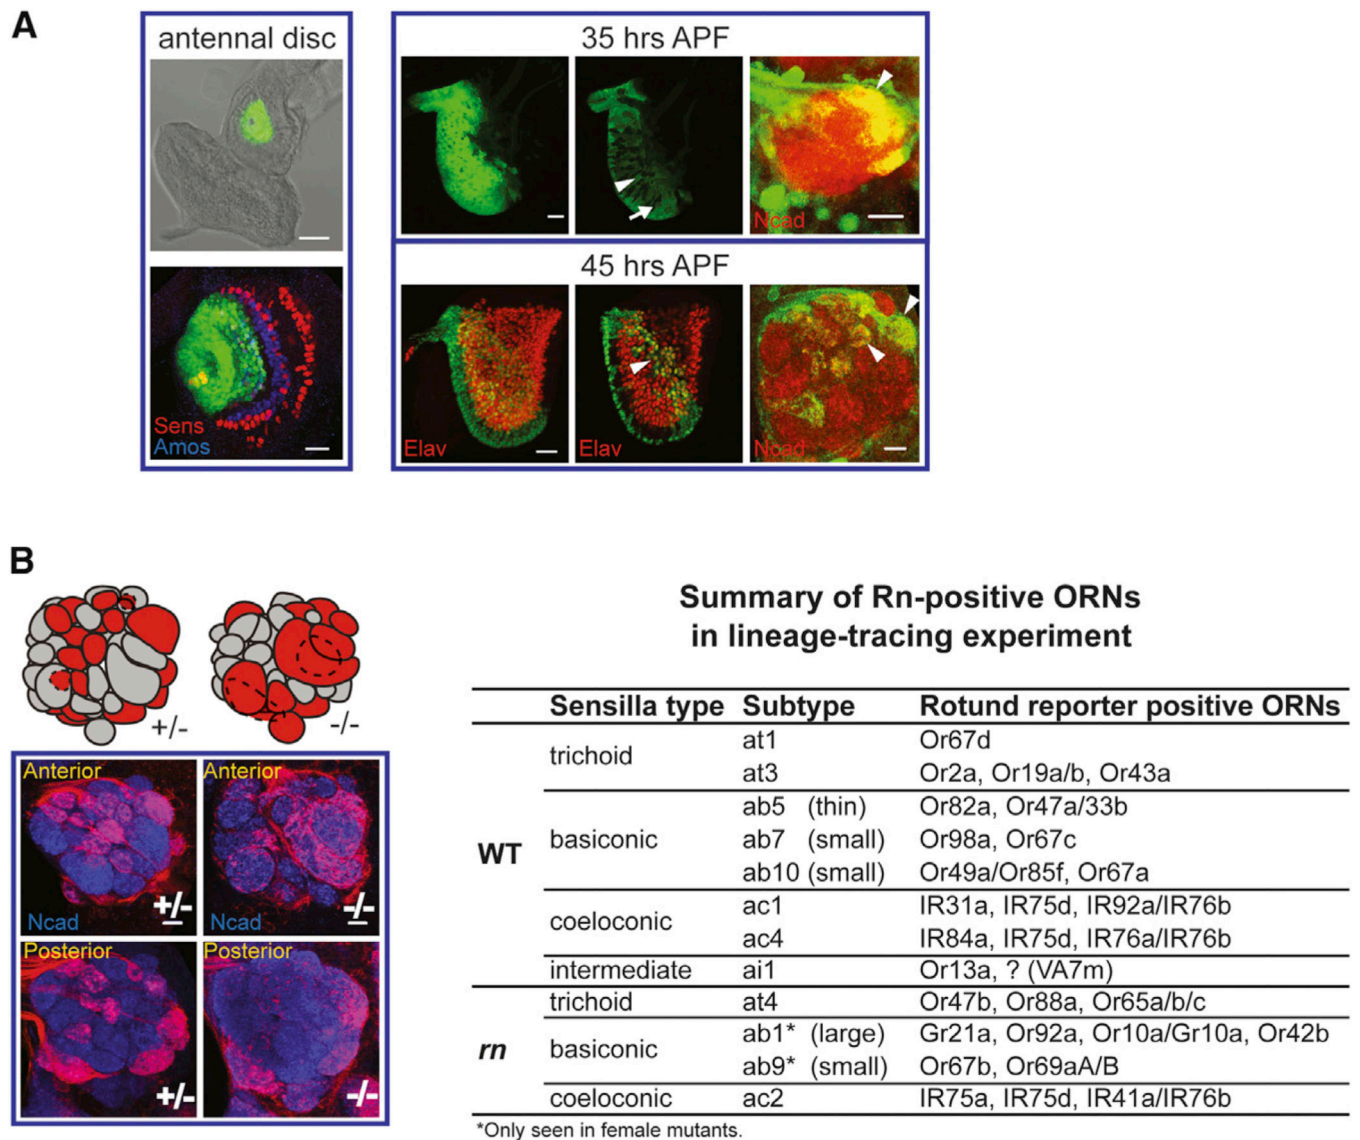 A
antennal disc
35 hrs APF
Ncad
45 hrs APF
Sens
Amos
Elav
Elav
Ncad
B
+/-
-/-
Anterior
Anterior
Ncad
+/-
Ncad
-/-
Posterior
Posterior
+/-
-/-
Summary of Rn-positive ORNs
in lineage-tracing experiment
Sensilla type Subtype Rotund reporter positive ORNs
WT
trichoid
at1 Or67d
at3 Or2a, Or19a/b, Or43a
basiconic
ab5 (thin) Or82a, Or47a/33b
ab7 (small) Or98a, Or67c
ab10 (small) Or49a/Or85f, Or67a
coeloconic
ac1 IR31a, IR75d, IR92a/IR76b
ac4 IR84a, IR75d, IR76a/IR76b
intermediate ai1 Or13a, ? (VA7m)
rn
trichoid at4 Or47b, Or88a, Or65a/b/c
basiconic
ab1* (large) Gr21a, Or92a, Or10a/Gr10a, Or42b
ab9* (small) Or67b, Or69aA/B
coeloconic ac2 IR75a, IR75d, IR41a/IR76b
*Only seen in female mutants.